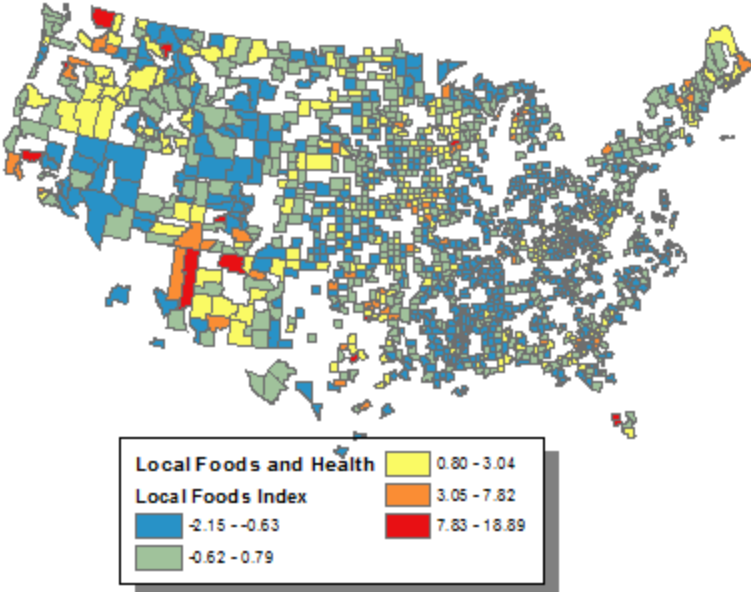 Local Foods and Health
Local Foods Index
-2.15 - -0.63
-0.62 - 0.79
0.80 - 3.04
3.05 - 7.82
7.83 - 18.89